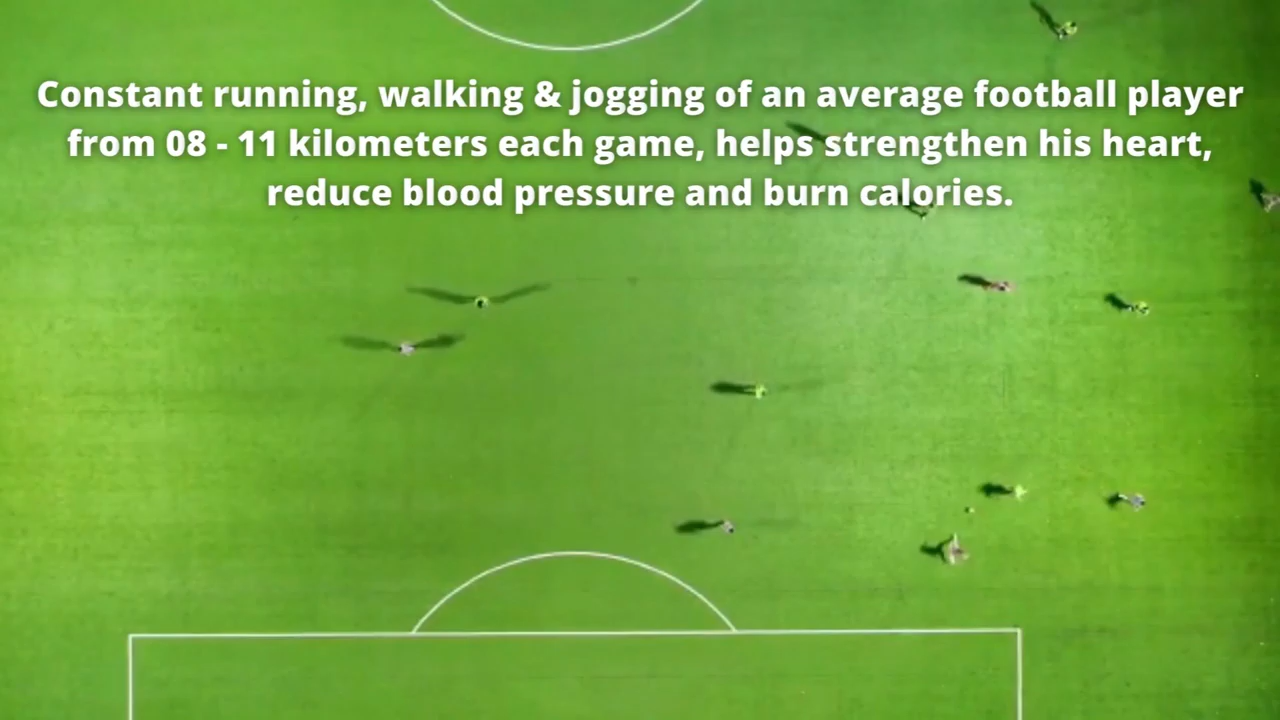 Constant running, walking & jogging of an average football player
from 08 - 11 kilometers each game, helps strengthen his heart,
reduce blood pressure and burn calories.